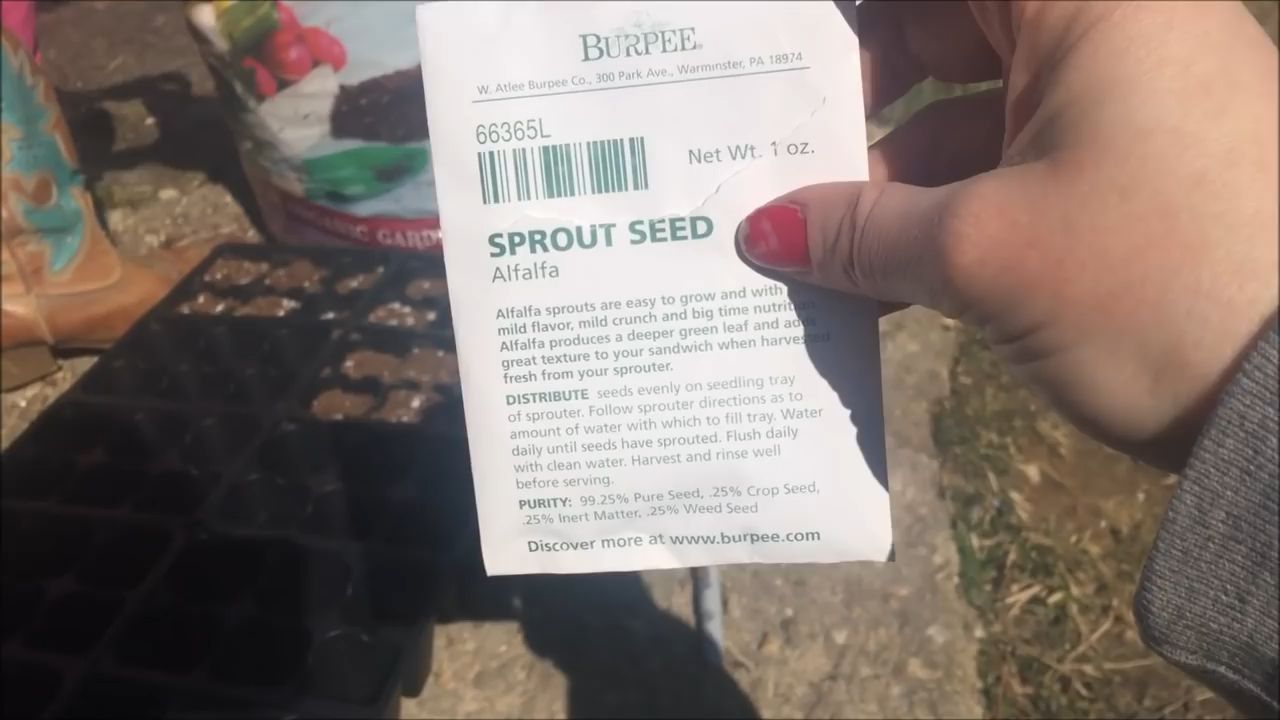 BURPEE®
W. Atlee Burpee Co., 300 Park Ave., Warminster, PA 18974
66365L
Net Wt. 1 oz.
SPROUT SEED
Alfalfa
Alfalfa sprouts are easy to grow and with
mild flavor, mild crunch and big time nutrition.
Alfalfa produces a deeper green leaf and adds
great texture to your sandwich when harvested
fresh from your sprouter.
DISTRIBUTE seeds evenly on seedling tray
of sprouter. Follow sprouter directions as to
amount of water with which to fill tray. Water
daily until seeds have sprouted. Flush daily
with clean water. Harvest and rinse well
before serving.
PURITY: 99.25% Pure Seed, .25% Crop Seed,
.25% Inert Matter, .25% Weed Seed
Discover more at www.burpee.com